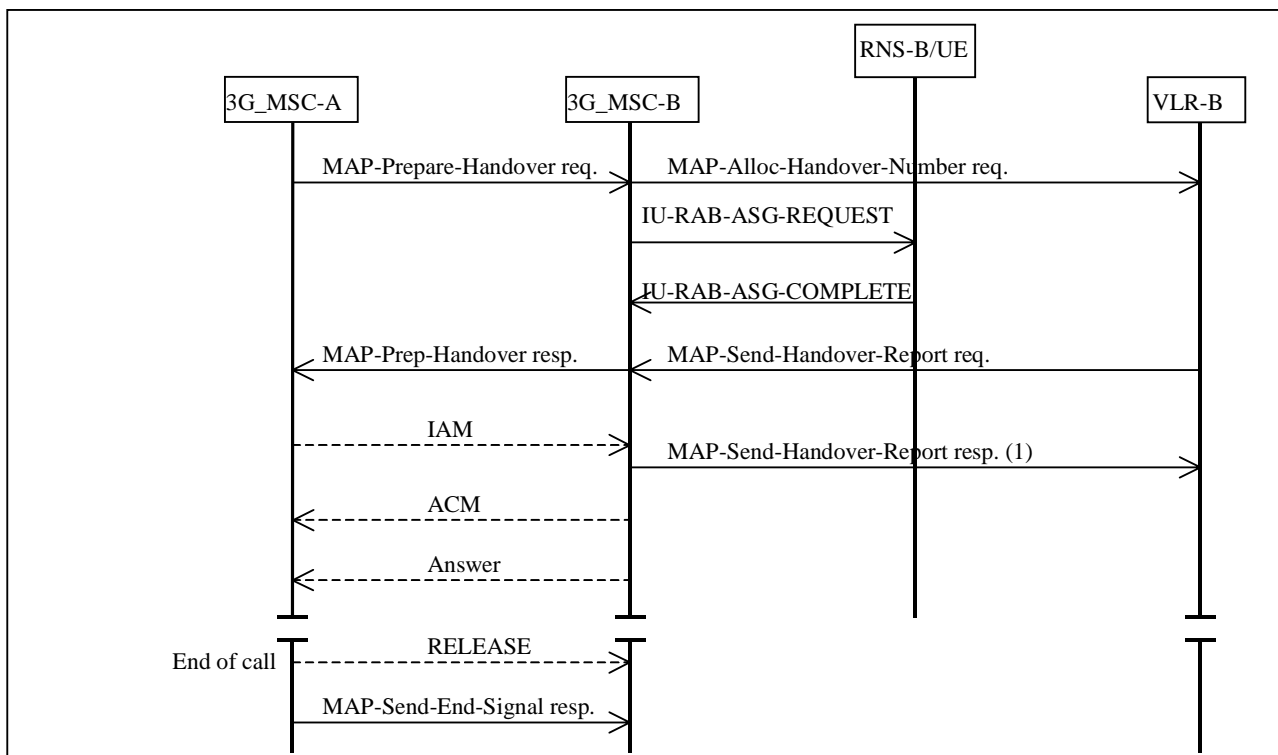 RNS-B/UE
3G_MSC-A
3G_MSC-B
VLR-B
MAP-Prepare-Handover req.
MAP-Alloc-Handover-Number req.
IU-RAB-ASG-REQUEST
IU-RAB-ASG-COMPLETE
MAP-Prep-Handover resp.
MAP-Send-Handover-Report req.
IAM
MAP-Send-Handover-Report resp. (1)
ACM
Answer
RELEASE
End of call
MAP-Send-End-Signal resp.